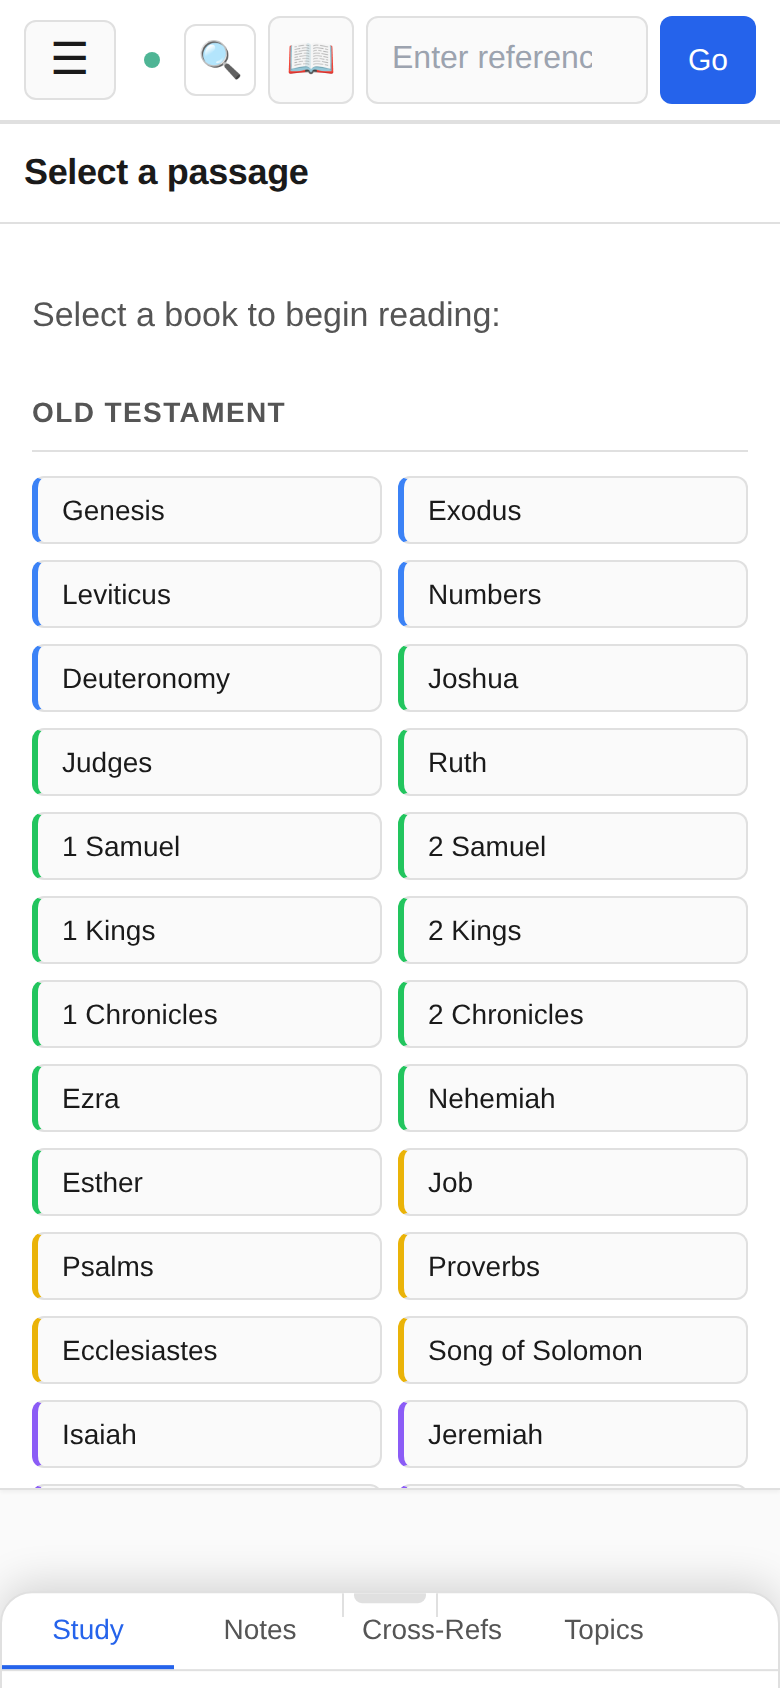 Enter referenc
Go
Select a passage
Select a book to begin reading:
OLD TESTAMENT
Genesis
Exodus
Leviticus
Numbers
Deuteronomy
Joshua
Judges
Ruth
1 Samuel
2 Samuel
1 Kings
2 Kings
1 Chronicles
2 Chronicles
Ezra
Nehemiah
Esther
Job
Psalms
Proverbs
Ecclesiastes
Song of Solomon
Isaiah
Jeremiah
Study
Notes
Cross-Refs
Topics